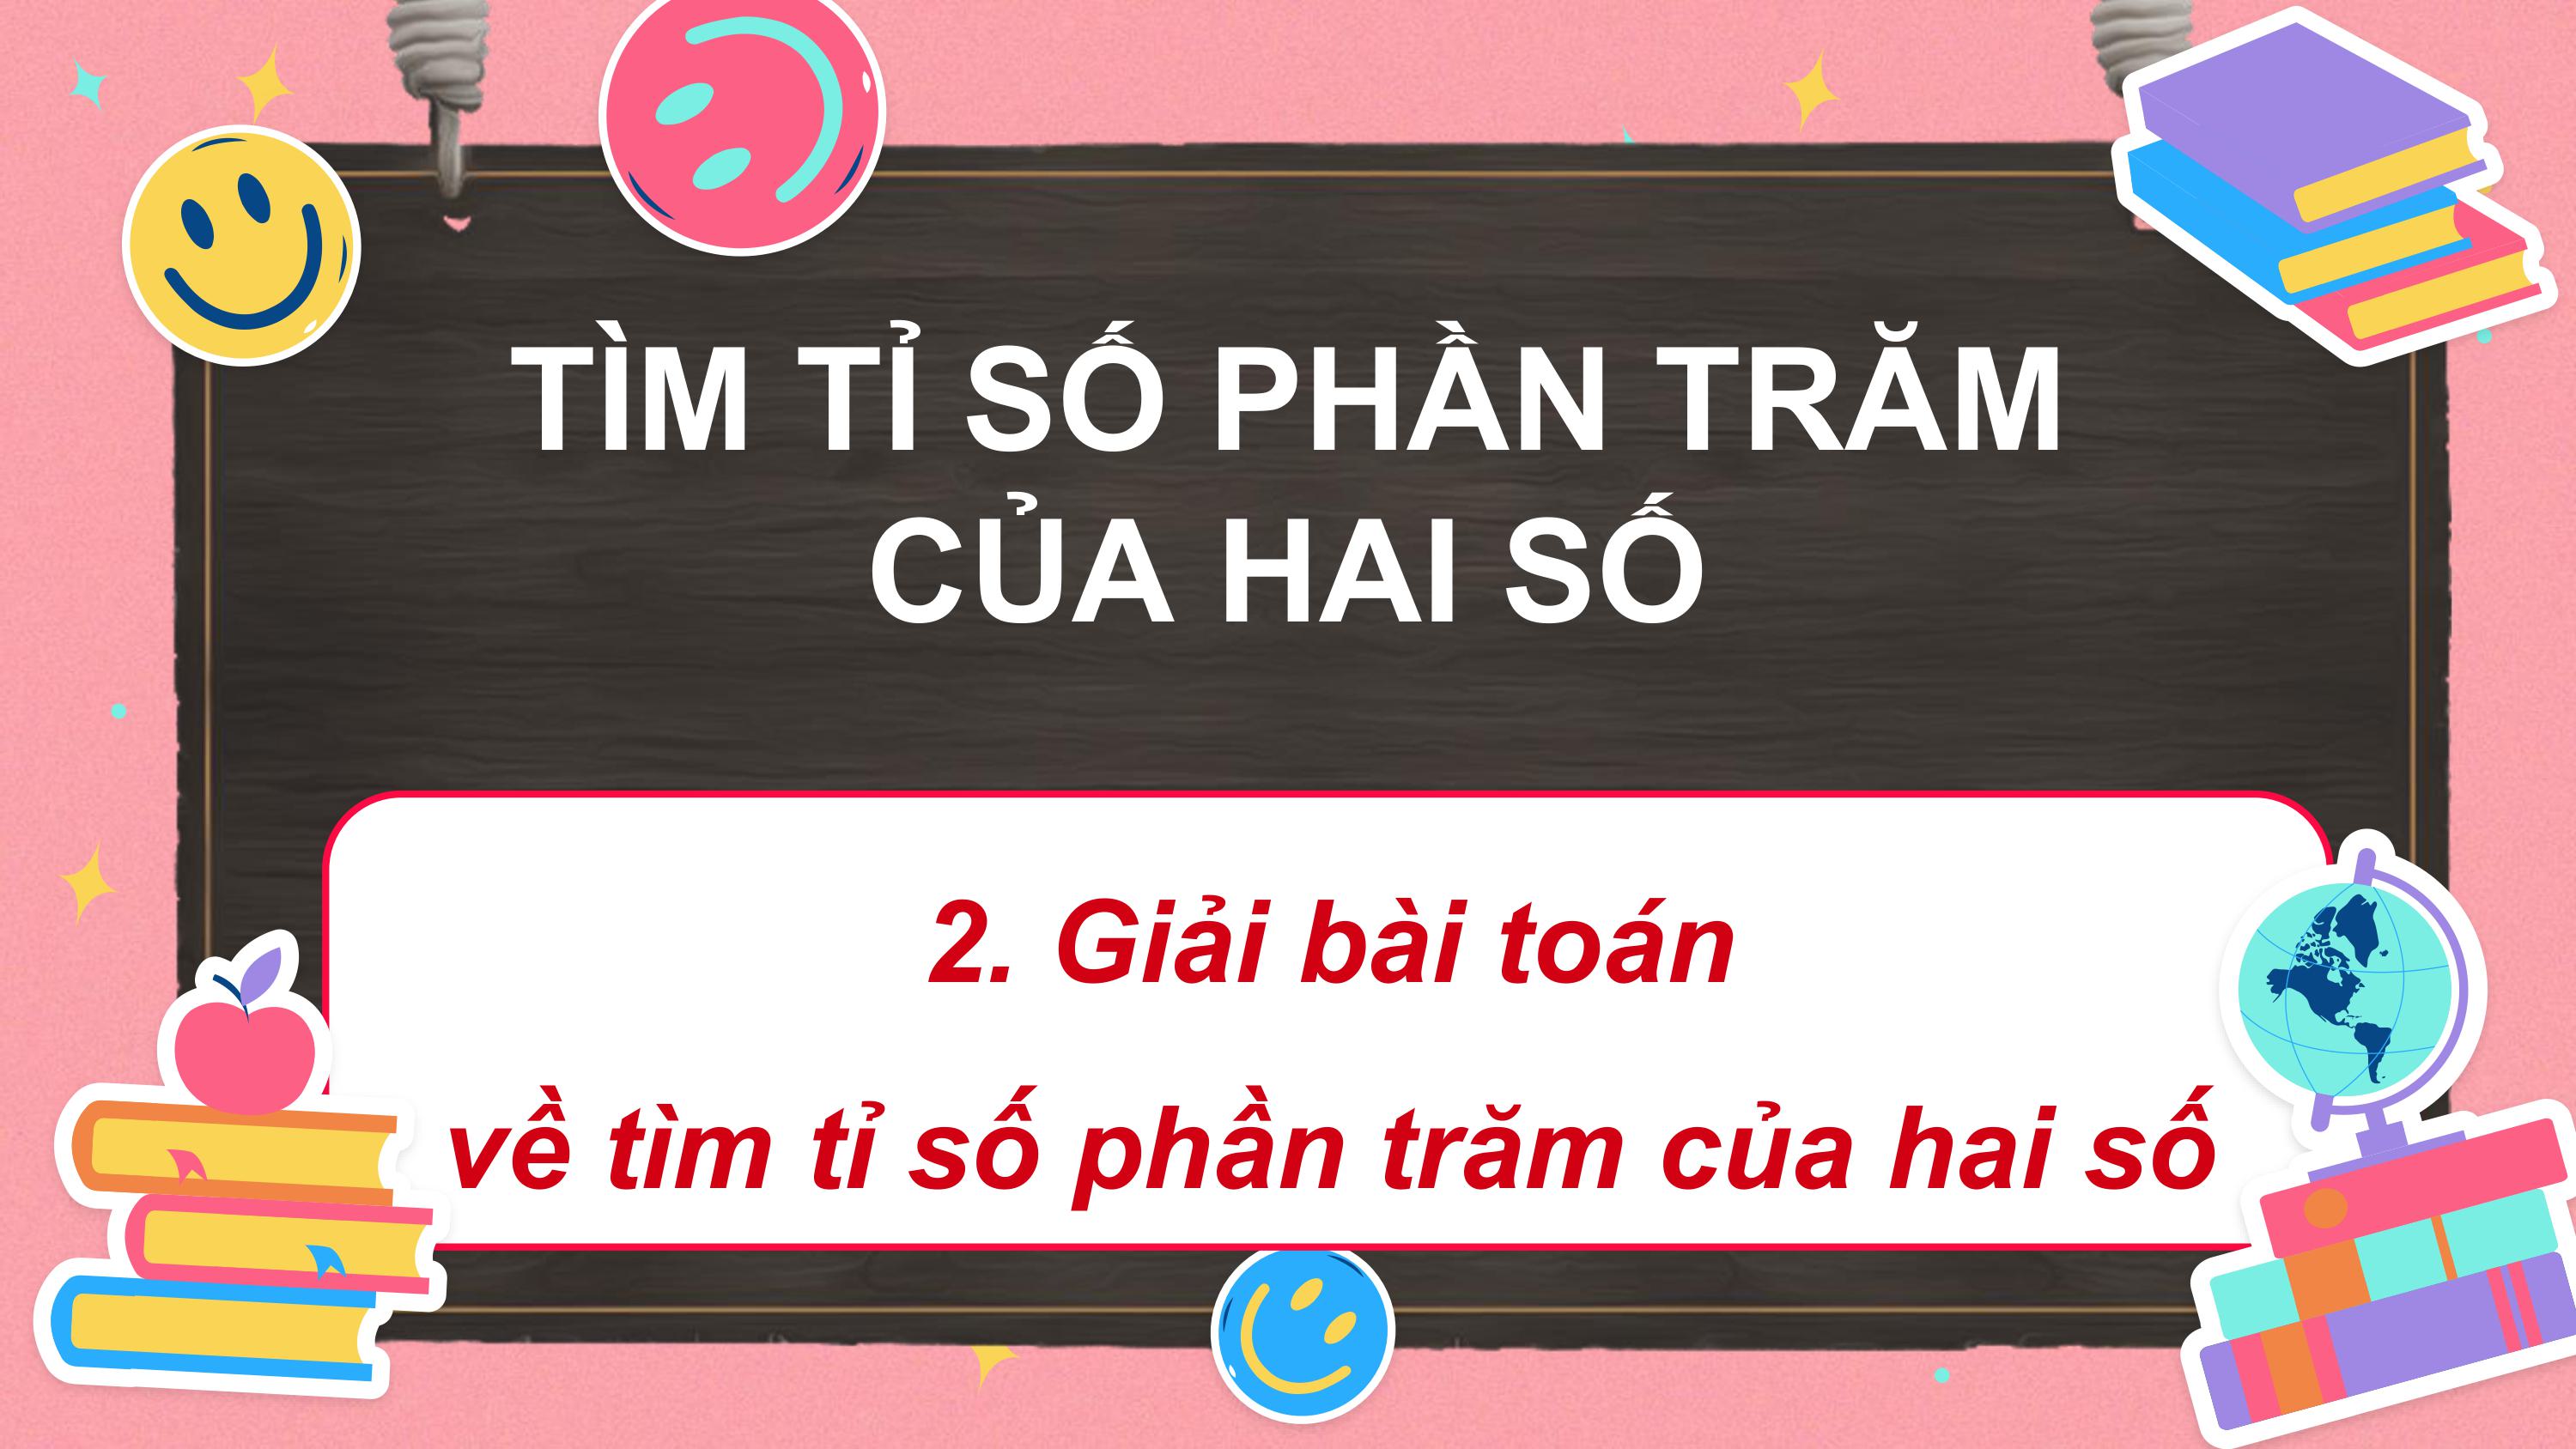 TÌM TỈ SỐ PHẦN TRĂM
CỦA HAI SỐ
2. Giải bài toán
về tìm tỉ số phần trăm của hai số